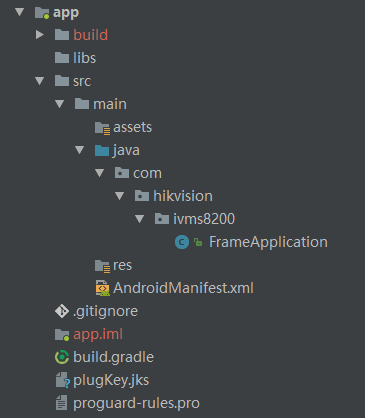 app
build
libs
src
main
assets
java
com
hikvision
ivms8200
FrameApplication
res
AndroidManifest.xml
.gitignore
app.iml
build.gradle
plugKey.jks
proguard-rules.pro